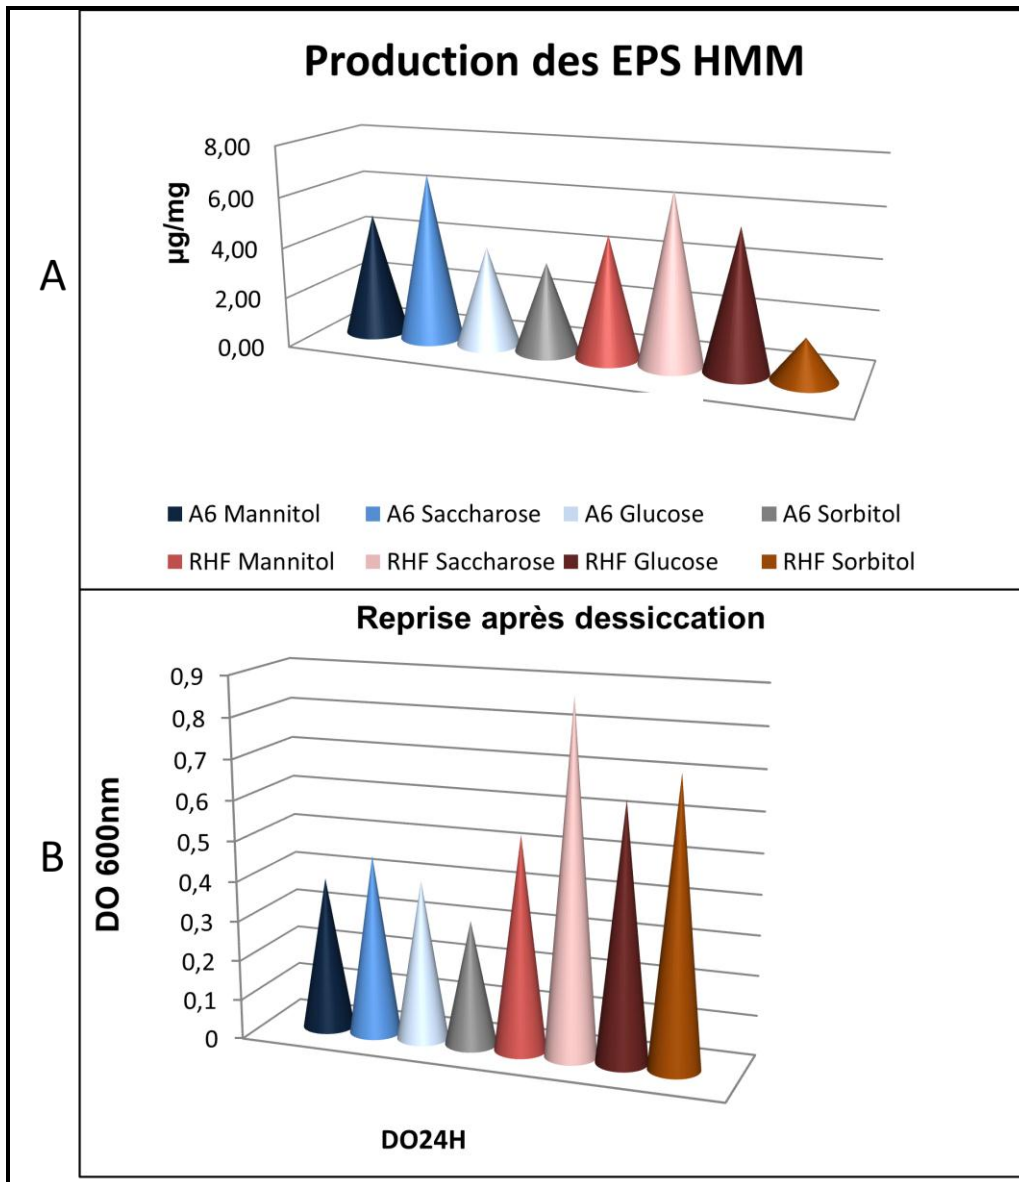 A
Production des EPS HMM
µg/mg
8,00
6,00
4,00
2,00
0,00
A6 Mannitol A6 Saccharose A6 Glucose A6 Sorbitol
RHF Mannitol RHF Saccharose RHF Glucose RHF Sorbitol
B
Reprise après dessiccation
DO 600nm
0,9
0,8
0,7
0,6
0,5
0,4
0,3
0,2
0,1
0
DO24H